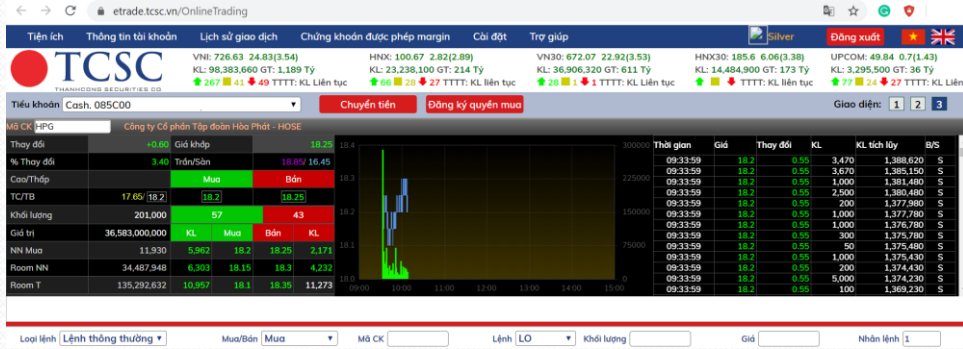 etrade.tcsc.vn/OnlineTrading
Tiện ích Thông tin tài khoản Lịch sử giao dịch Chứng khoán được phép margin Cài đặt Trợ giúp Silver Đăng xuất
TCSC
THANHCONG SECURITIES CO
VNI: 726.63 24.83(3.54) HNX: 100.67 2.82(2.89) VN30: 672.07 22.92(3.53) HNX30: 185.6 6.06(3.38) UPCOM: 49.84 0.7(1.43)
KL: 98,383,660 GT: 1,189 Tỷ KL: 23,238,100 GT: 214 Tỷ KL: 36,906,320 GT: 611 Tỷ KL: 14,484,900 GT: 173 Tỷ KL: 3,295,500 GT: 36 Tỷ
267 41 49 TTTT: KL Liên tục 66 28 27 TTTT: KL Liên tục 28 1 1 TTTT: KL Liên tục TTTT: KL Liên tục 77 24 27 TTTT: KL Liên
Tiểu khoản Cash. 085C00 Chuyển tiền Đăng ký quyền mua Giao diện: 1 2 3
Mã CK HPG Công ty Cổ phần Tập đoàn Hòa Phát - HOSE
Thay đổi +0.60 Giá khớp 18.25
% Thay đổi 3.40 Trần/Sàn 18.85/ 16.45
Cao/Thấp Mua Bán
TC/TB 17.65/ 18.2 18.2 18.25
Khối lượng 201,000 57 43
Giá trị 36,583,000,000 KL Mua Bán KL
NN Mua 11,930 5,962 18.2 18.25 2,171
Room NN 34,487,948 6,303 18.15 18.3 4,232
Room T 135,292,632 10,957 18.1 18.35 11,273
18.4 300000
18.3 225000
18.2 150000
18.1 75000
18.0 0
09:00 10:00 11:00 12:00 13:00 14:00 15:00
Thời gian Giá Thay đổi KL KL tích lũy B/S
09:33:59 18.2 0.55 3,470 1,388,620 S
09:33:59 18.2 0.55 3,670 1,385,150 S
09:33:59 18.2 0.55 1,000 1,381,480 S
09:33:59 18.2 0.55 2,500 1,380,480 S
09:33:59 18.2 0.55 200 1,377,980 S
09:33:59 18.2 0.55 1,000 1,377,780 S
09:33:59 18.2 0.55 1,000 1,376,780 S
09:33:59 18.2 0.55 300 1,375,780 S
09:33:59 18.2 0.55 50 1,375,480 S
09:33:59 18.2 0.55 1,000 1,375,430 S
09:33:59 18.2 0.55 200 1,374,430 S
09:33:59 18.2 0.55 5,000 1,374,230 S
09:33:59 18.2 0.55 100 1,369,230 S
Loại lệnh Lệnh thông thường Mua/Bán Mua Mã CK Lệnh LO Khối lượng Giá Nhân lệnh 1